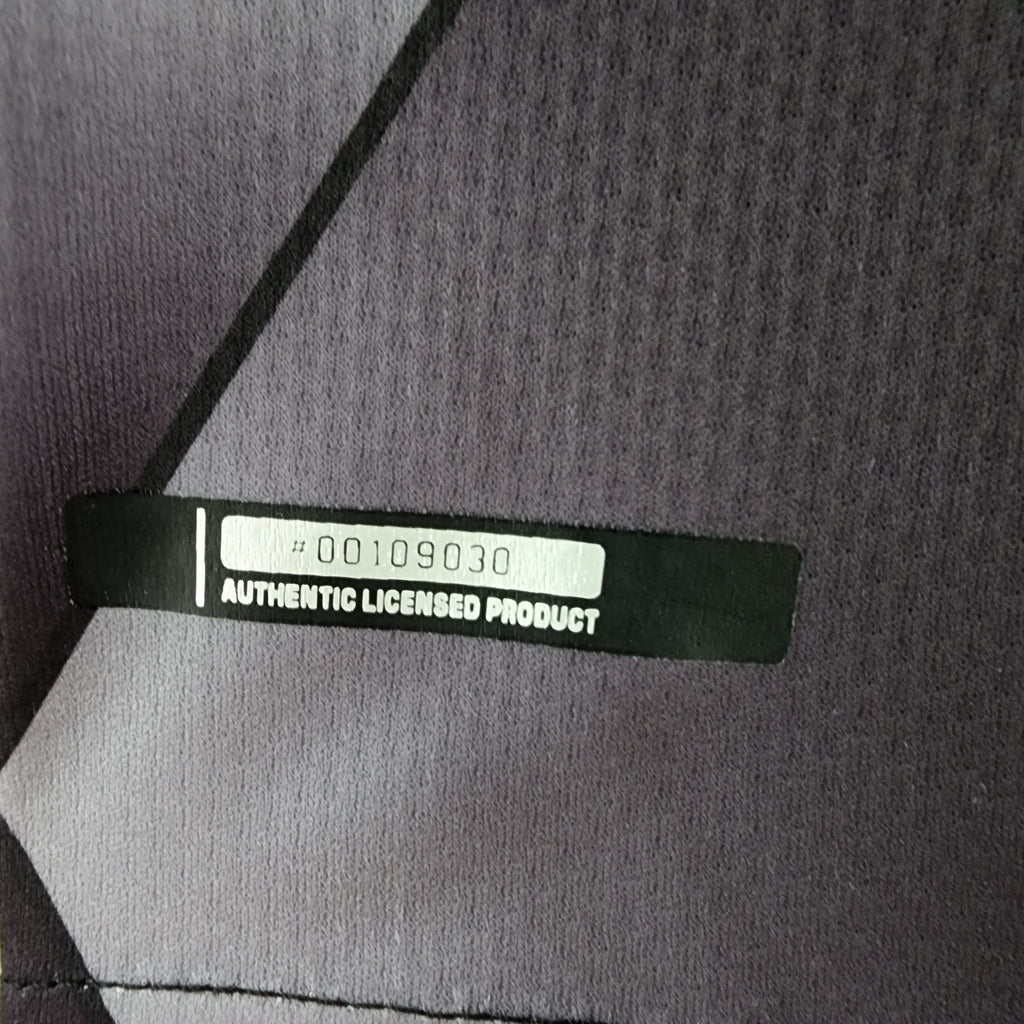 #00109030
AUTHENTIC LICENSED PRODUCT